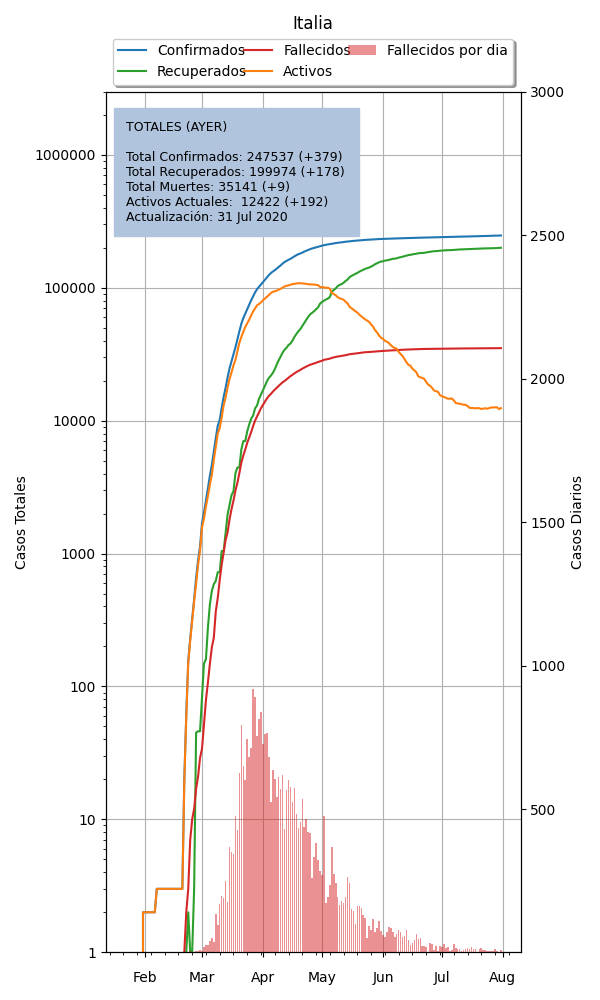 Italia
Confirmados Fallecidos Fallecidos por dia
Recuperados Activos
TOTALES (AYER)
Total Confirmados: 247537 (+379)
Total Recuperados: 199974 (+178)
Total Muertes: 35141 (+9)
Activos Actuales:  12422 (+192)
Actualización: 31 Jul 2020
Casos Totales
1000000
100000
10000
1000
100
10
1
3000
2500
2000
1500
1000
500
Casos Diarios
Feb Mar Apr May Jun Jul Aug